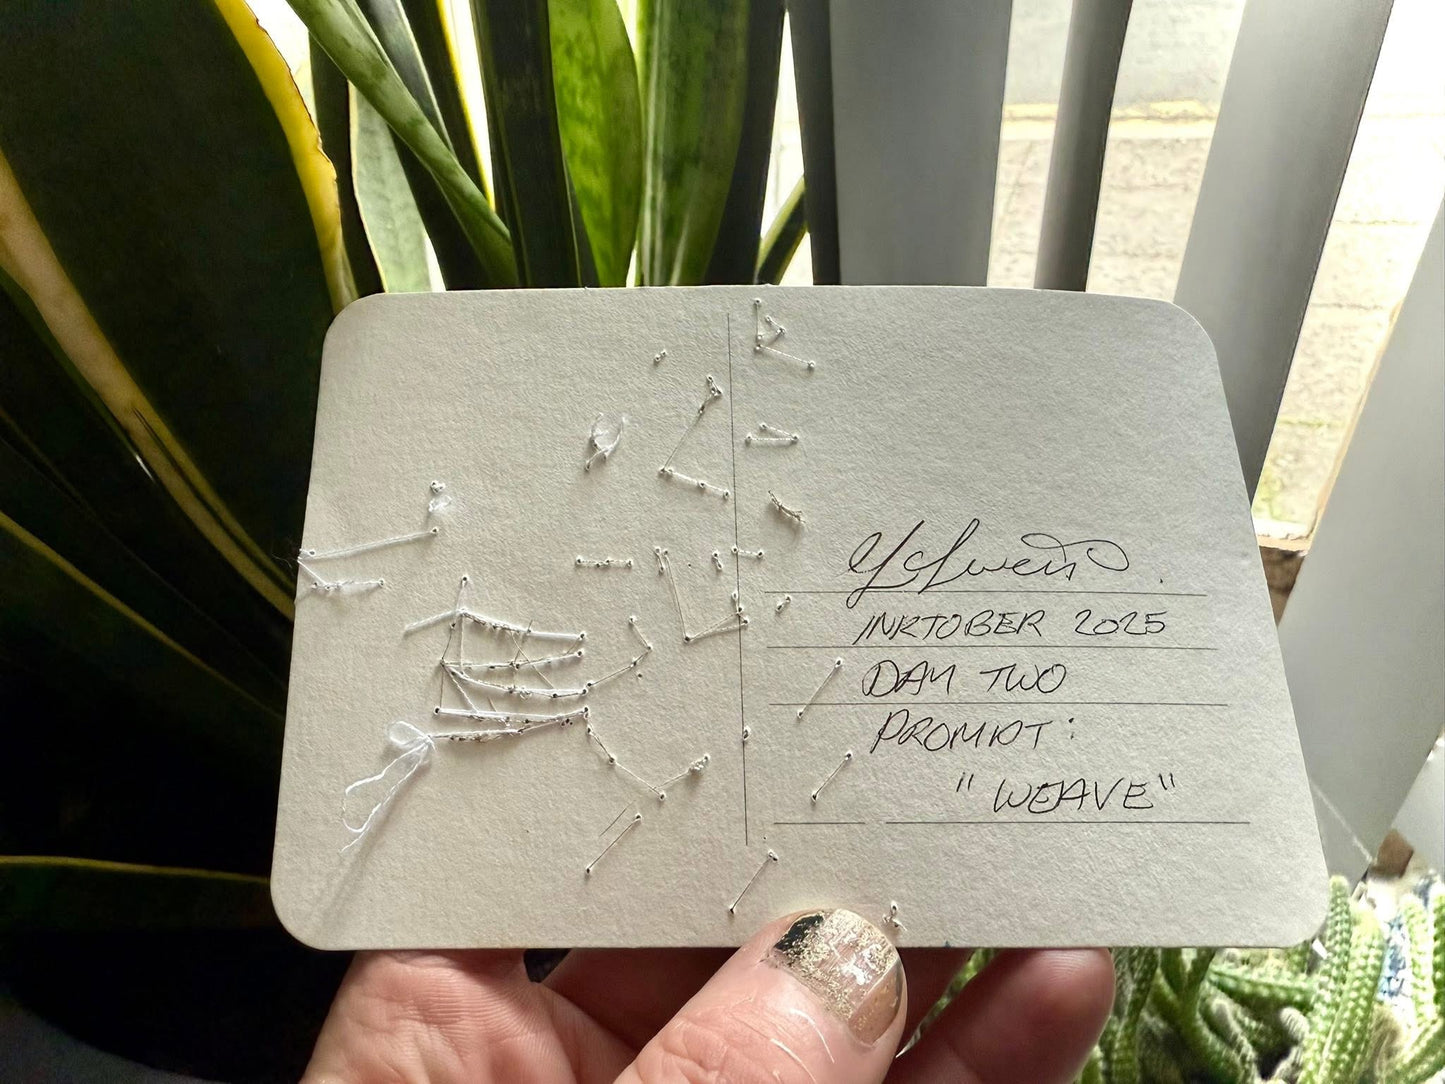 INKTOBER 2025
DAY TWO
PROMPT:
"WEAVE"